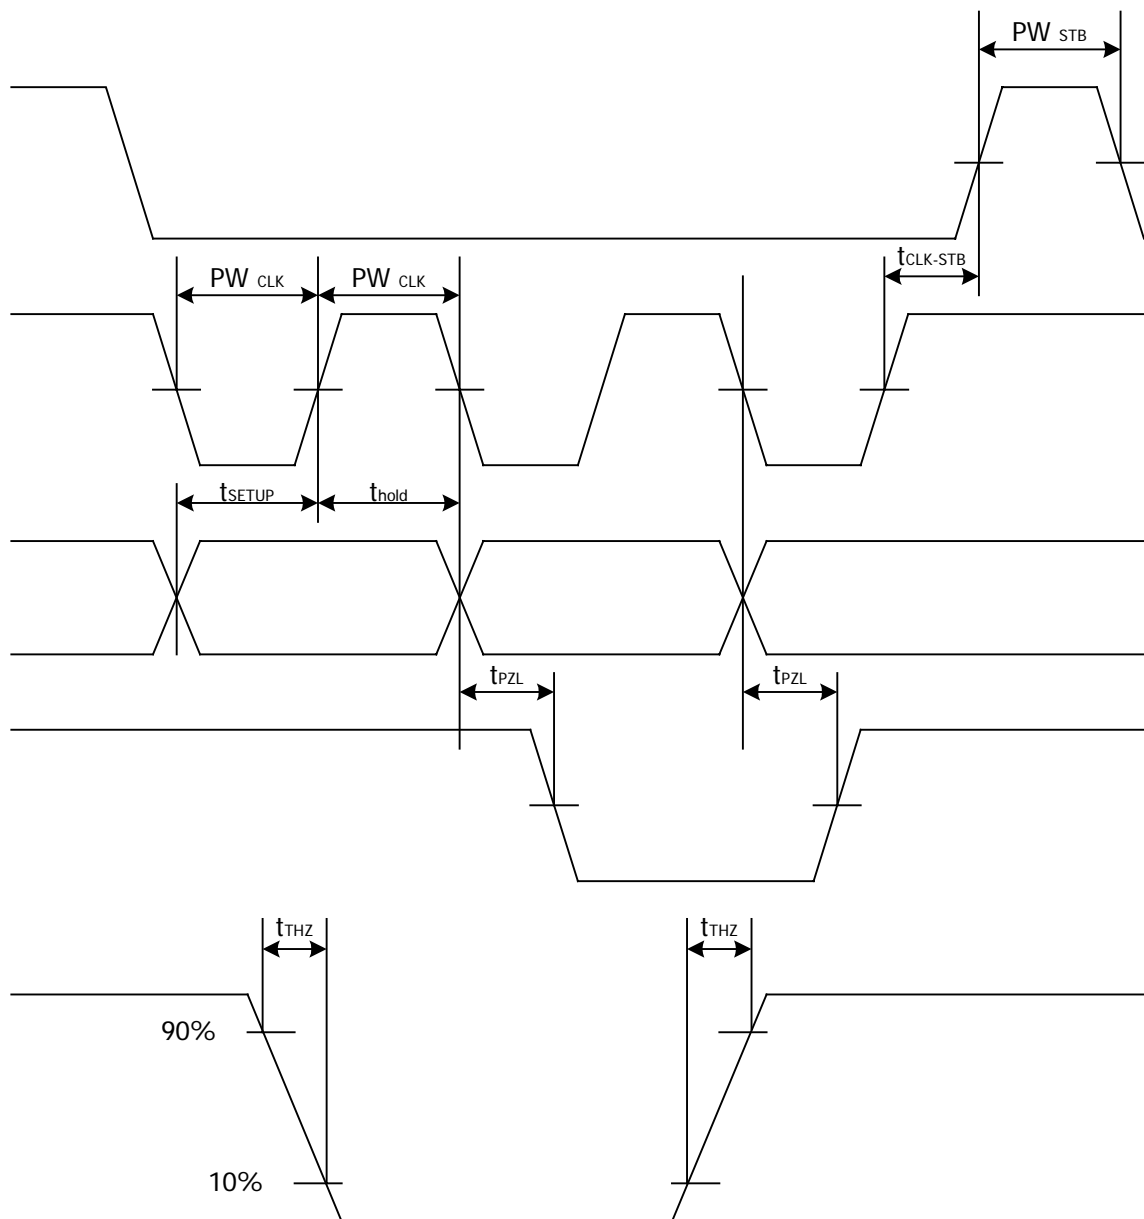 PW STB
tCLK-STB
PW CLK PW CLK
tSETUP thold
tPZL tPZL
tTHZ tTHZ
90%
10%